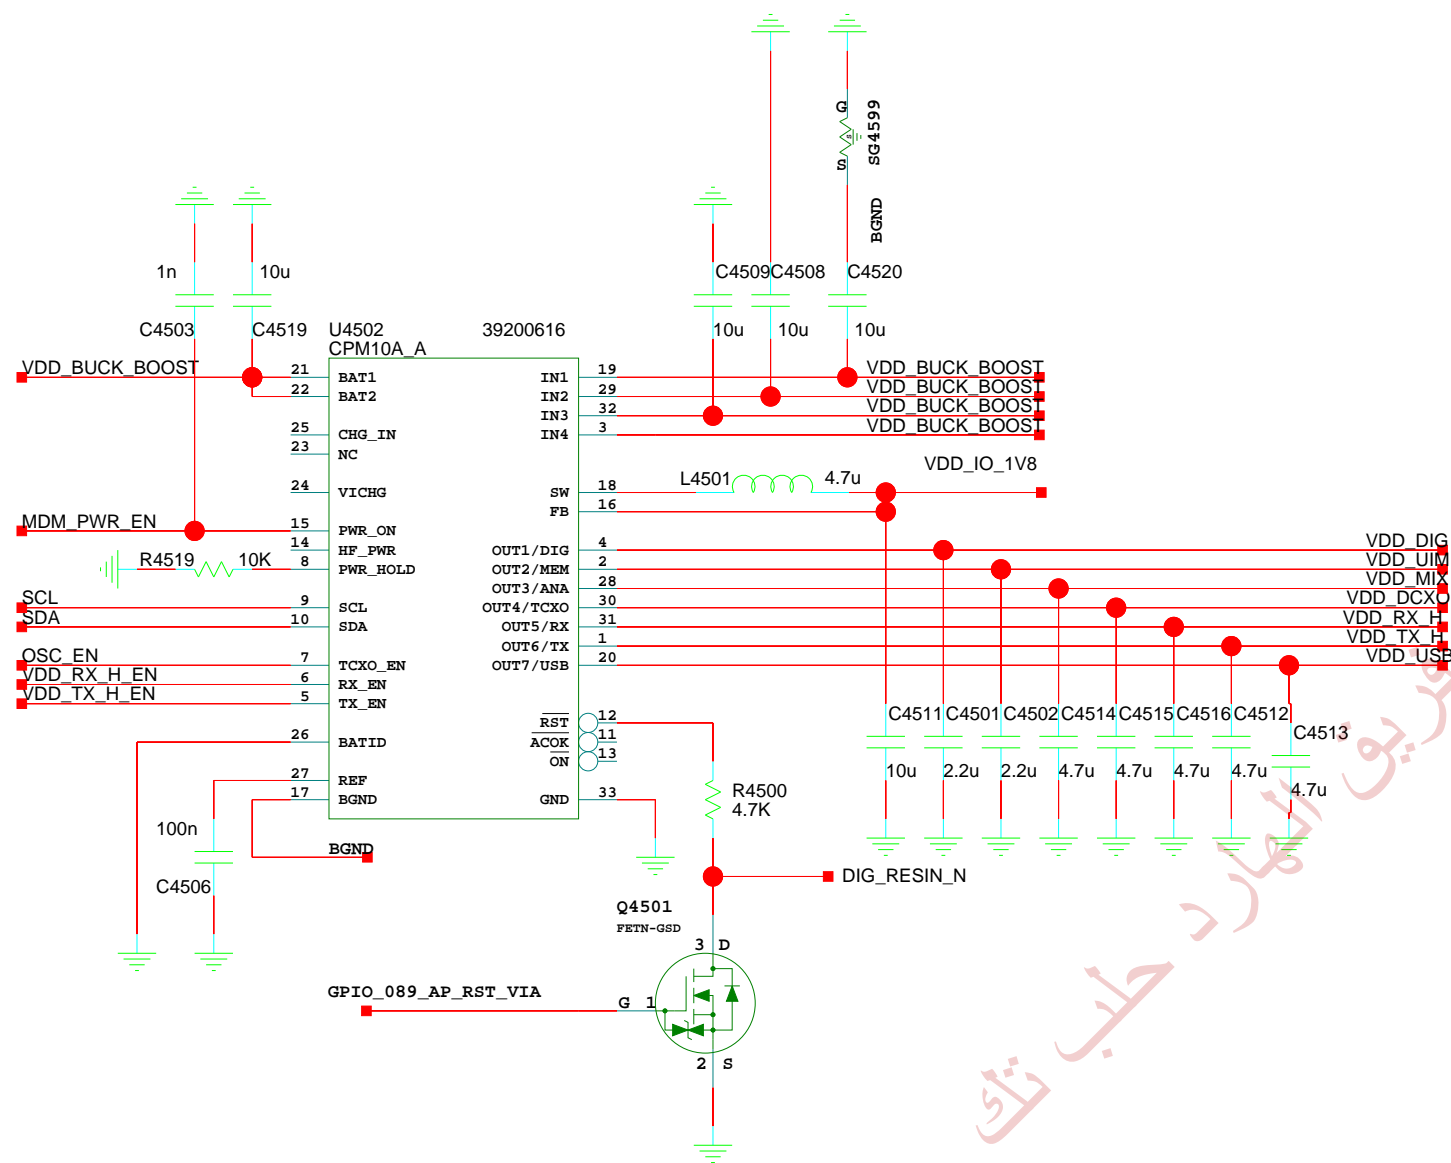 G
S
SG4599
BGND
1n
10u
C4503
C4519
C4509
C4508
C4520
10u
10u
10u
U4502
39200616
CPM10A_A
VDD_BUCK_BOOST
21 BAT1
22 BAT2
25 CHG_IN
23 NC
24 VICHG
MDM_PWR_EN
15 PWR_ON
14 HF_PWR
R4519
10K
8 PWR_HOLD
SCL
9 SCL
SDA
10 SDA
OSC_EN
7 TCXO_EN
VDD_RX_H_EN
6 RX_EN
VDD_TX_H_EN
5 TX_EN
26 BATID
27 REF
17 BGND
100n
C4506
BGND
IN1 19 VDD_BUCK_BOOST
IN2 29 VDD_BUCK_BOOST
IN3 32 VDD_BUCK_BOOST
IN4 3 VDD_BUCK_BOOST
SW 18
L4501
4.7u
VDD_IO_1V8
FB 16
OUT1/DIG 4 VDD_DIG
OUT2/MEM 2 VDD_UIM
OUT3/ANA 28 VDD_MIX
OUT4/TCXO 30 VDD_DCXO
OUT5/RX 31 VDD_RX_H
OUT6/TX 1 VDD_TX_H
OUT7/USB 20 VDD_USB
RST 12
ACOK 11
ON 13
GND 33
C4511
C4501
C4502
C4514
C4515
C4516
C4512
C4513
10u
2.2u
2.2u
4.7u
4.7u
4.7u
4.7u
4.7u
R4500
4.7K
DIG_RESIN_N
Q4501
FETN-GSD
3 D
GPIO_089_AP_RST_VIA
G 1
2 S
فريق الهارد حلب تك